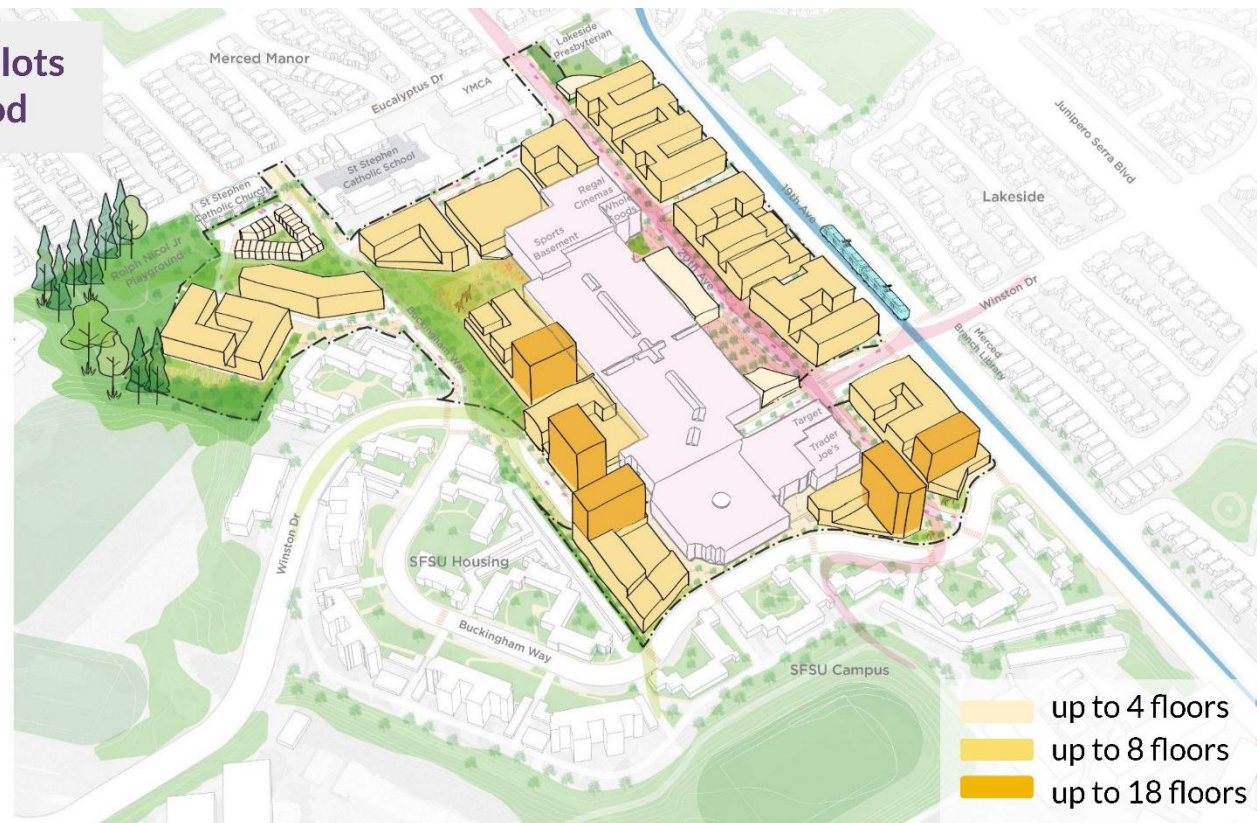 lots
od
Merced Manor
Eucalyptus Dr
YMCA
Lakeside
Presbyterian
St Stephen
Catholic School
St Stephen
Catholic Church
Rolph Nicol Jr
Playground
Regal
Cinemas
Whole
Foods
Sports
Basement
20th Ave
19th Ave
Junipero Serra Blvd
Lakeside
Winston Dr
Merced
Branch Library
Buckingham Way
Target
Trader
Joe's
Winston Dr
SFSU Housing
Buckingham Way
SFSU Campus
up to 4 floors
up to 8 floors
up to 18 floors